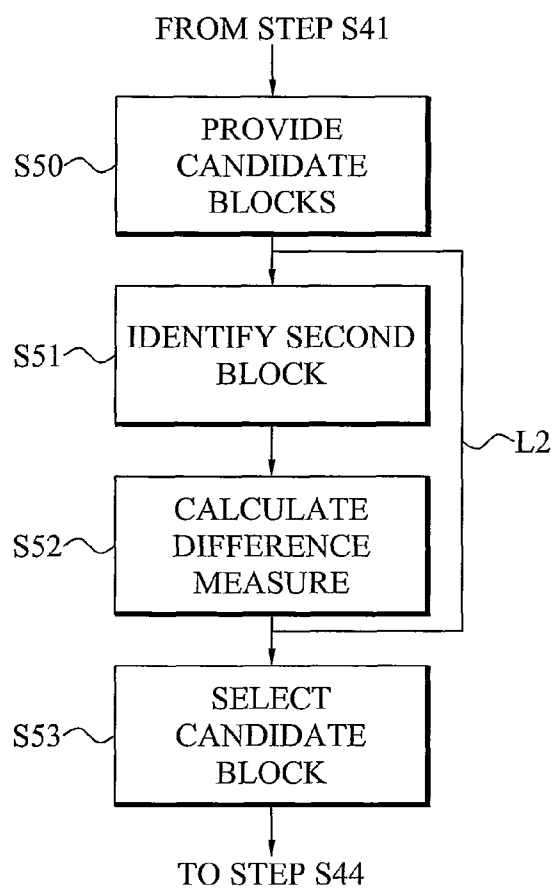 FROM STEP S41
PROVIDE
CANDIDATE
BLOCKS
S50
IDENTIFY SECOND
BLOCK
S51
L2
CALCULATE
DIFFERENCE
MEASURE
S52
SELECT
CANDIDATE
BLOCK
S53
TO STEP S44